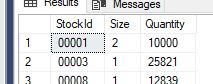 Results Messages
StockId Size Quantity
1 00001 2 10000
2 00003 1 25821
3 00008 1 12839